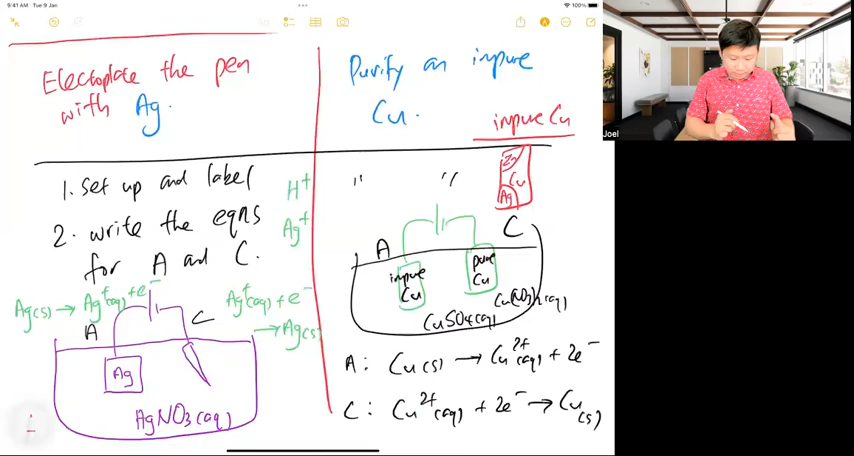 9:41 AM Tue 9 Jan
100%
Electoplate the pen
with Ag.
Purify an impure
Cu.
impure Cu
Zn
Cu
Ag
1. set up and label
2. write the eqns
for A and C.
H+
Ag+
" "
Ag(s) → Ag+(aq) + e-
Ag+(aq) + e-
→ Ag(s)
A
C
Ag
AgNO3(aq)
A
C
impure
Cu
pure
Cu
Cu(NO3)2(aq)
CuSO4(aq)
A: Cu(s) → Cu2+(aq) + 2e-
C: Cu2+(aq) + 2e- → Cu(s)
Joel